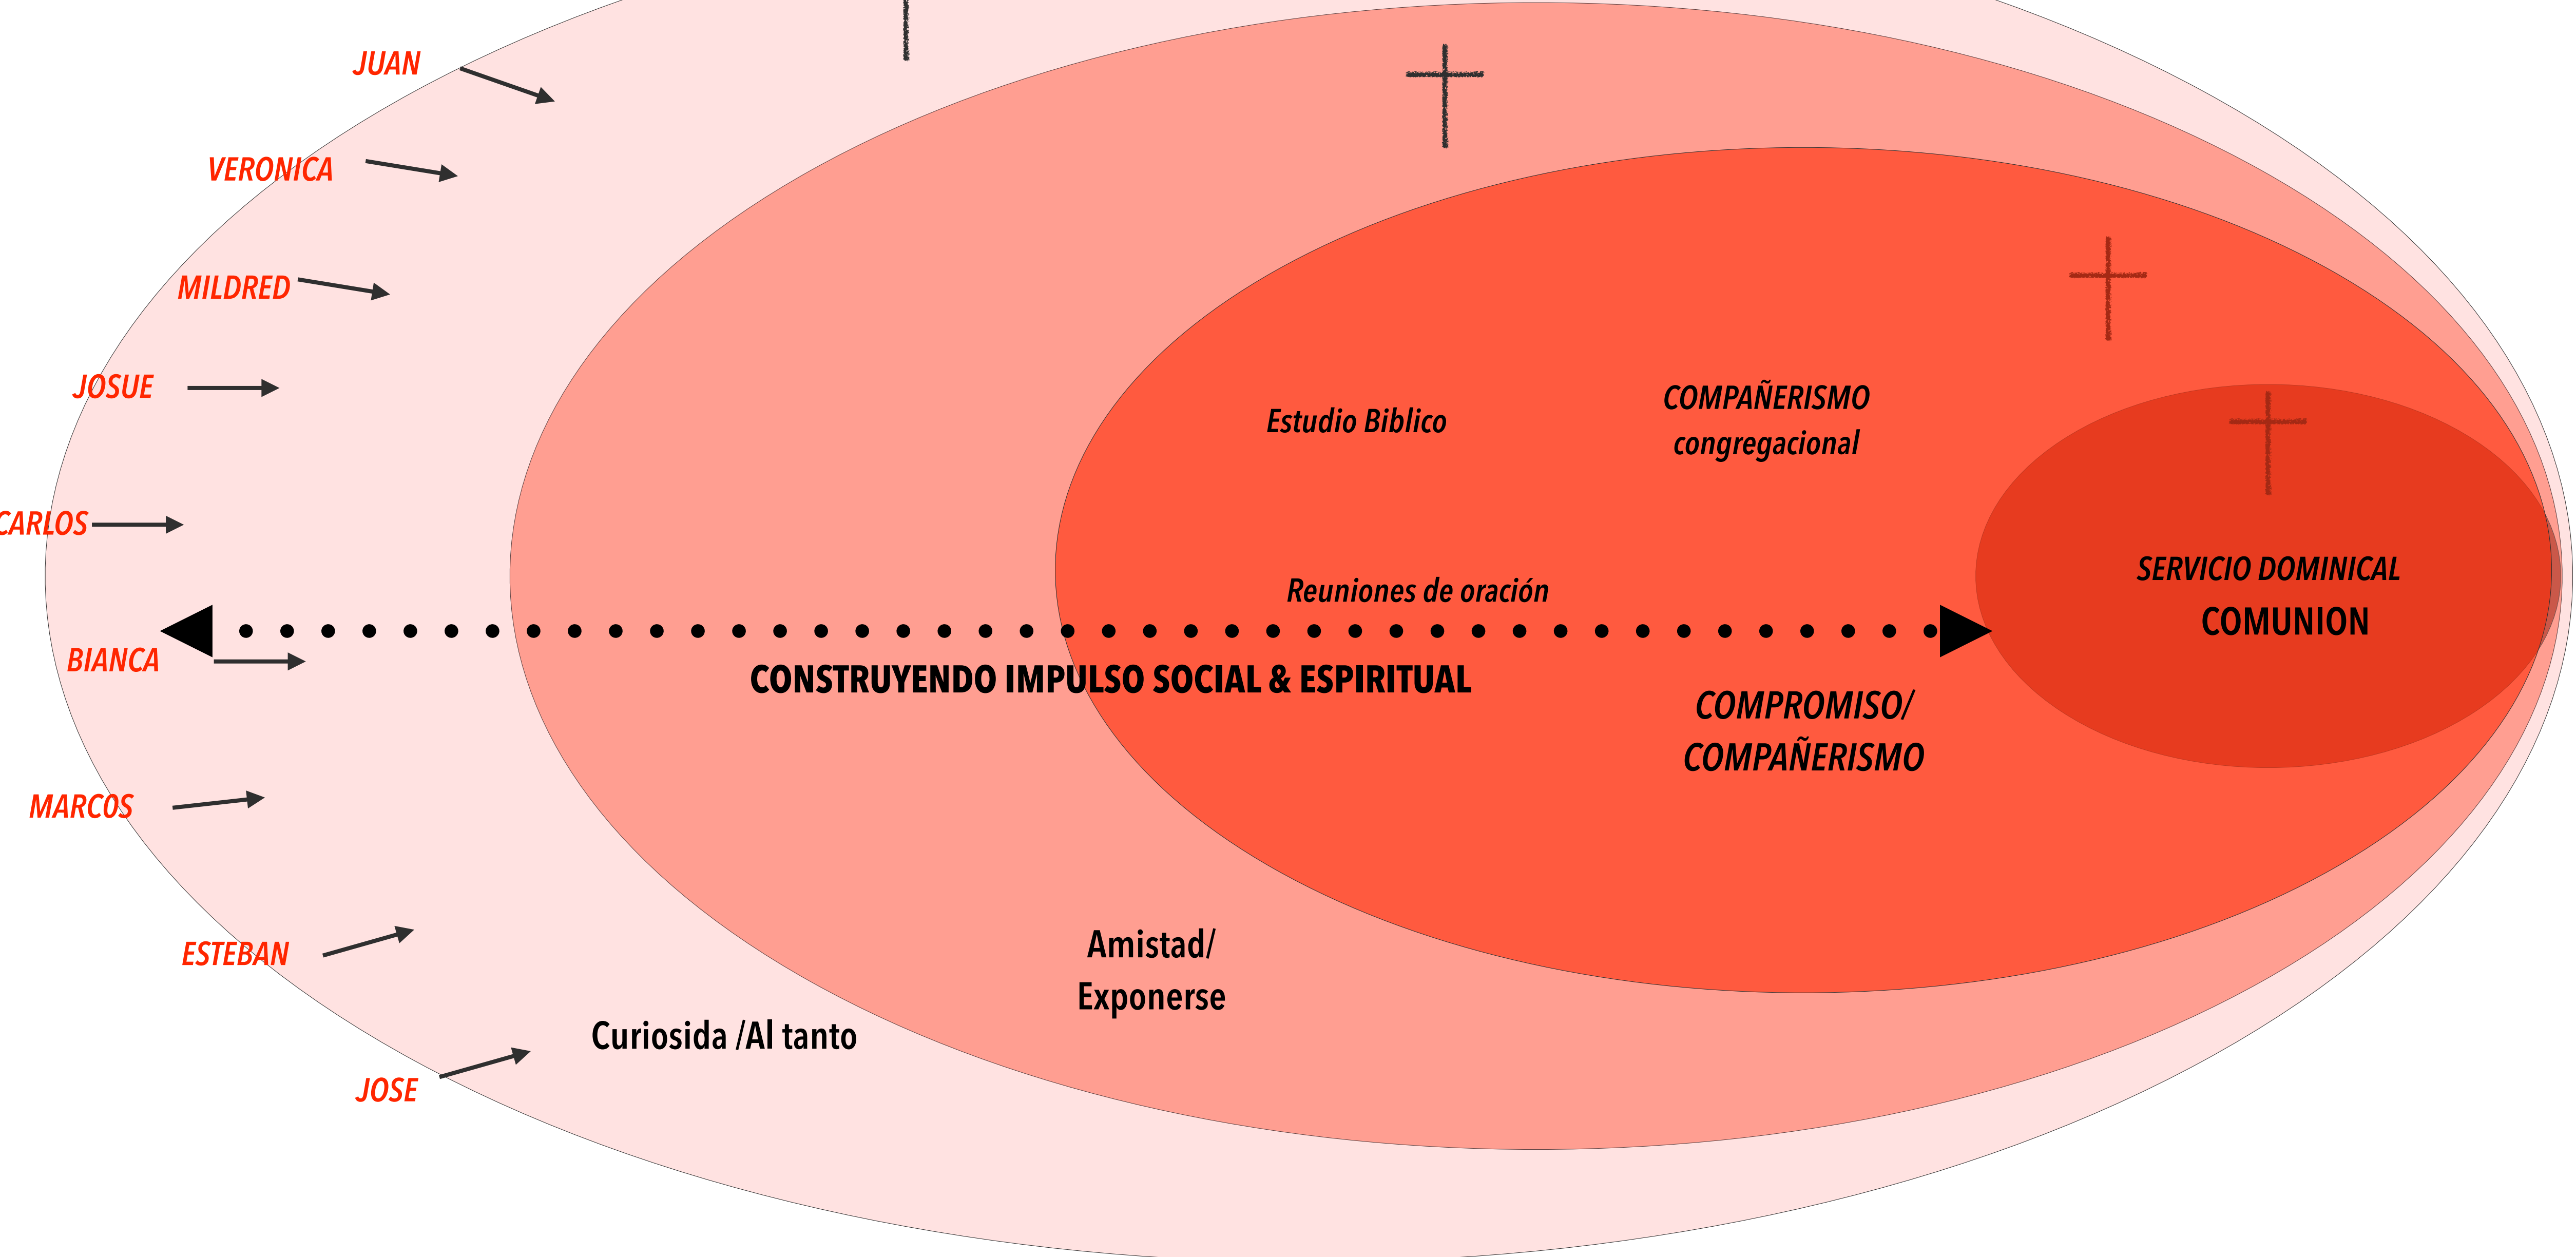 JUAN
VERONICA
MILDRED
JOSUE
Estudio Biblico
COMPAÑERISMO
congregacional
CARLOS
Reuniones de oración
SERVICIO DOMINICAL
COMUNION
BIANCA
CONSTRUYENDO IMPULSO SOCIAL & ESPIRITUAL
COMPROMISO/
COMPAÑERISMO
MARCOS
ESTEBAN
Amistad/
Exponerse
Curiosida /Al tanto
JOSE